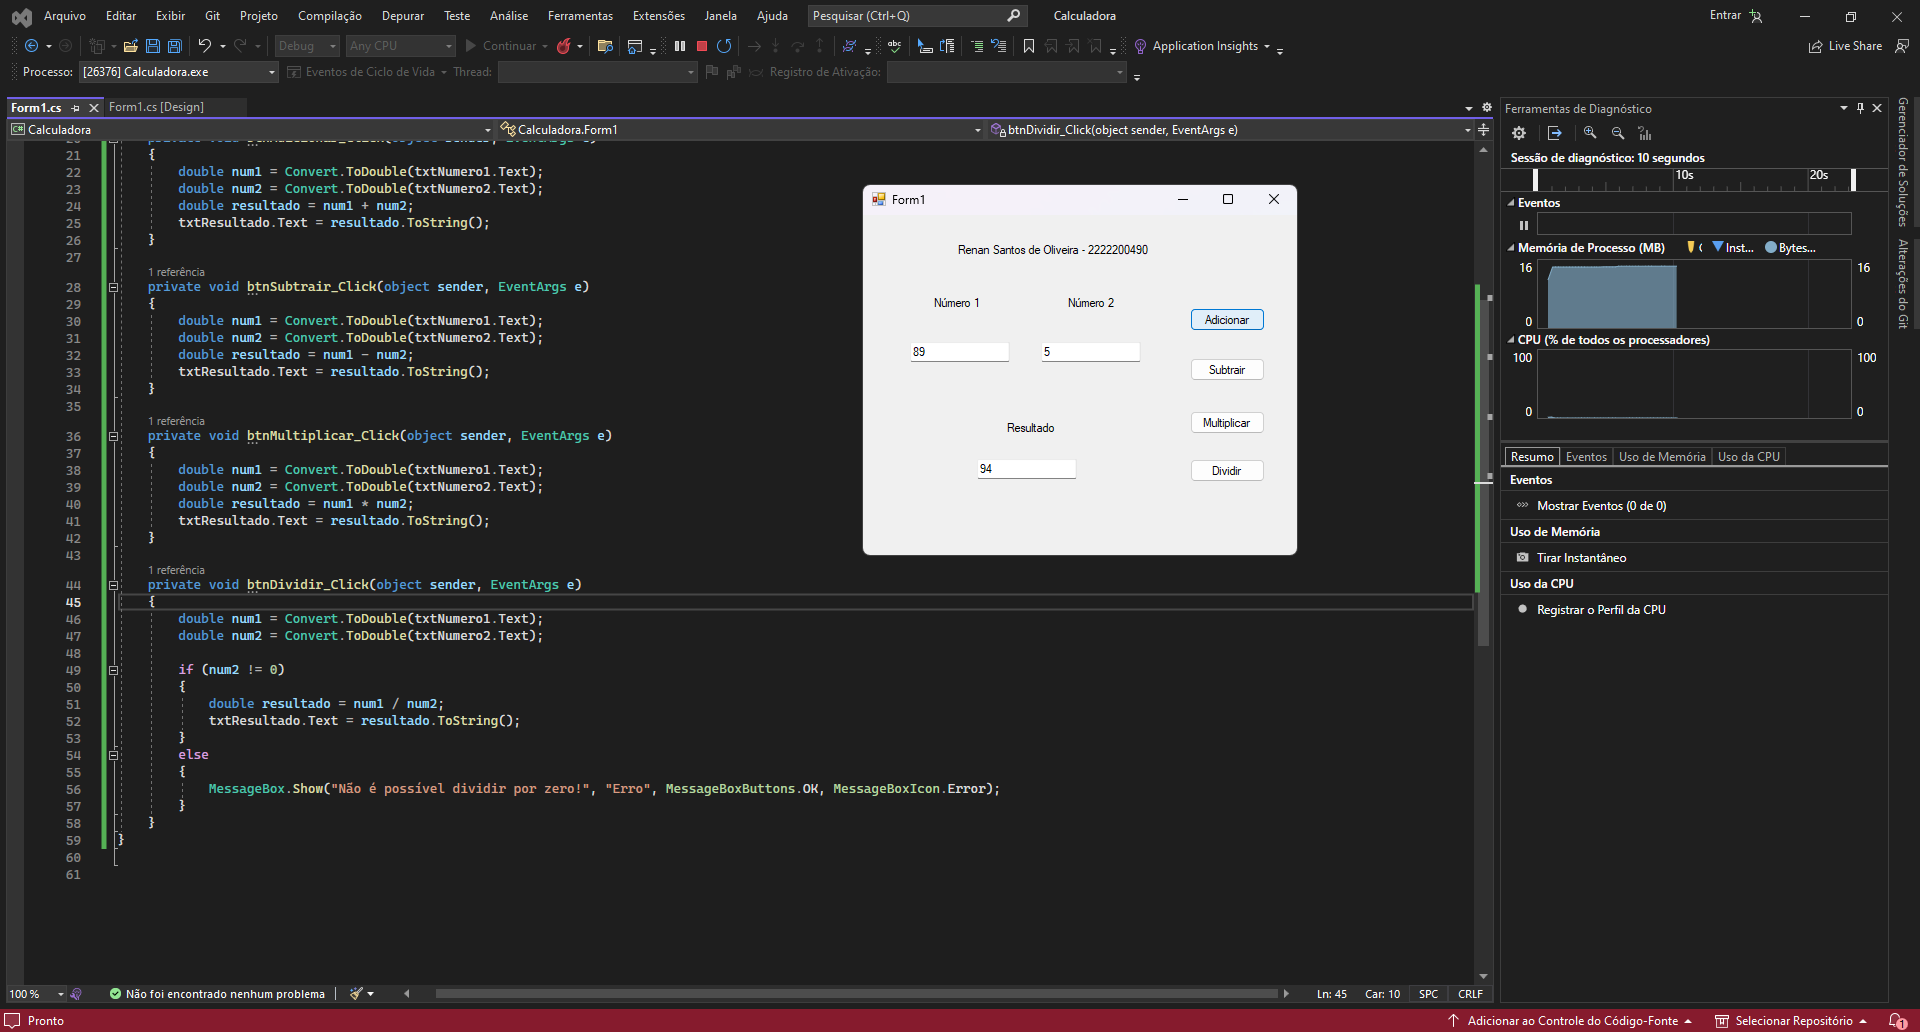 Arquivo Editar Exibir Git Projeto Compilação Depurar Teste Análise Ferramentas Extensões Janela Ajuda Pesquisar (Ctrl+Q) Calculadora Entrar
Debug Any CPU Continuar Application Insights Live Share
Processo: [26376] Calculadora.exe Eventos de Ciclo de Vida Thread: Registro de Ativação:
Form1.cs Form1.cs [Design]
Calculadora Calculadora.Form1 btnDividir_Click(object sender, EventArgs e)
21 {
22 double num1 = Convert.ToDouble(txtNumero1.Text);
23 double num2 = Convert.ToDouble(txtNumero2.Text);
24 double resultado = num1 + num2;
25 txtResultado.Text = resultado.ToString();
26 }
27
1 referência
28 private void btnSubtrair_Click(object sender, EventArgs e)
29 {
30 double num1 = Convert.ToDouble(txtNumero1.Text);
31 double num2 = Convert.ToDouble(txtNumero2.Text);
32 double resultado = num1 - num2;
33 txtResultado.Text = resultado.ToString();
34 }
35
1 referência
36 private void btnMultiplicar_Click(object sender, EventArgs e)
37 {
38 double num1 = Convert.ToDouble(txtNumero1.Text);
39 double num2 = Convert.ToDouble(txtNumero2.Text);
40 double resultado = num1 * num2;
41 txtResultado.Text = resultado.ToString();
42 }
43
1 referência
44 private void btnDividir_Click(object sender, EventArgs e)
45 {
46 double num1 = Convert.ToDouble(txtNumero1.Text);
47 double num2 = Convert.ToDouble(txtNumero2.Text);
48
49 if (num2 != 0)
50 {
51 double resultado = num1 / num2;
52 txtResultado.Text = resultado.ToString();
53 }
54 else
55 {
56 MessageBox.Show("Não é possível dividir por zero!", "Erro", MessageBoxButtons.OK, MessageBoxIcon.Error);
57 }
58 }
59 }
60
61
Form1
Renan Santos de Oliveira - 2222200490
Número 1 Número 2
Adicionar
89 5
Subtrair
Multiplicar
Resultado
94
Dividir
Ferramentas de Diagnóstico
Sessão de diagnóstico: 10 segundos
10s 20s
Eventos
Memória de Processo (MB) Inst... Bytes...
16 16
0 0
CPU (% de todos os processadores)
100 100
0 0
Resumo Eventos Uso de Memória Uso da CPU
Eventos
Mostrar Eventos (0 de 0)
Uso de Memória
Tirar Instantâneo
Uso da CPU
Registrar o Perfil da CPU
Gerenciador de Soluções
Alterações do Git
100 % Não foi encontrado nenhum problema Ln: 45 Car: 10 SPC CRLF
Pronto Adicionar ao Controle do Código-Fonte Selecionar Repositório 1